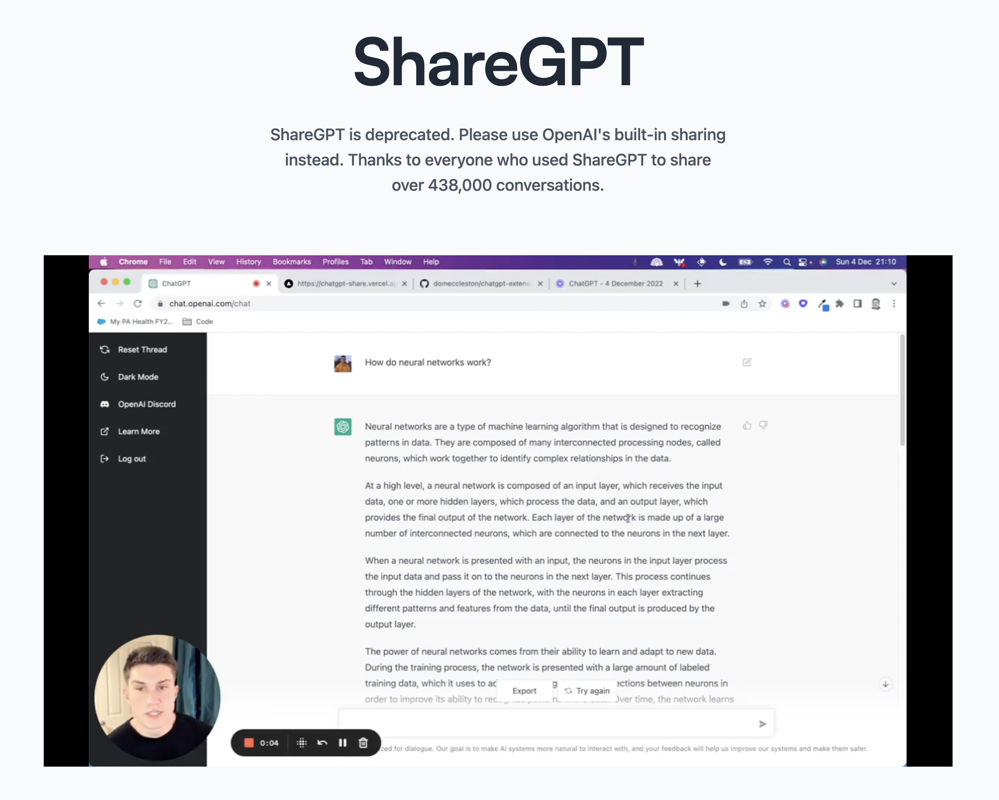 ShareGPT
ShareGPT is deprecated. Please use OpenAI's built-in sharing
instead. Thanks to everyone who used ShareGPT to share
over 438,000 conversations.
Chrome File Edit View History Bookmarks Profiles Tab Window Help Sun 4 Dec 21:10
ChatGPT https://chatgpt-share.vercel.a domeccleston/chatgpt-extens ChatGPT - 4 December 2022
chat.openai.com/chat
My PA Health FY2... Code
Reset Thread
Dark Mode
OpenAI Discord
Learn More
Log out
How do neural networks work?
Neural networks are a type of machine learning algorithm that is designed to recognize
patterns in data. They are composed of many interconnected processing nodes, called
neurons, which work together to identify complex relationships in the data.
At a high level, a neural network is composed of an input layer, which receives the input
data, one or more hidden layers, which process the data, and an output layer, which
provides the final output of the network. Each layer of the network is made up of a large
number of interconnected neurons, which are connected to the neurons in the next layer.
When a neural network is presented with an input, the neurons in the input layer process
the input data and pass it on to the neurons in the next layer. This process continues
through the hidden layers of the network, with the neurons in each layer extracting
different patterns and features from the data, until the final output is produced by the
output layer.
The power of neural networks comes from their ability to learn and adapt to new data.
During the training process, the network is presented with a large amount of labeled
training data, which it uses to ad g ections between neurons in
Export Try again
order to improve its ability to rec Over time, the network learns
0:04
zed for dialogue. Our goal is to make AI systems more natural to interact with, and your feedback will help us improve our systems and make them safer.